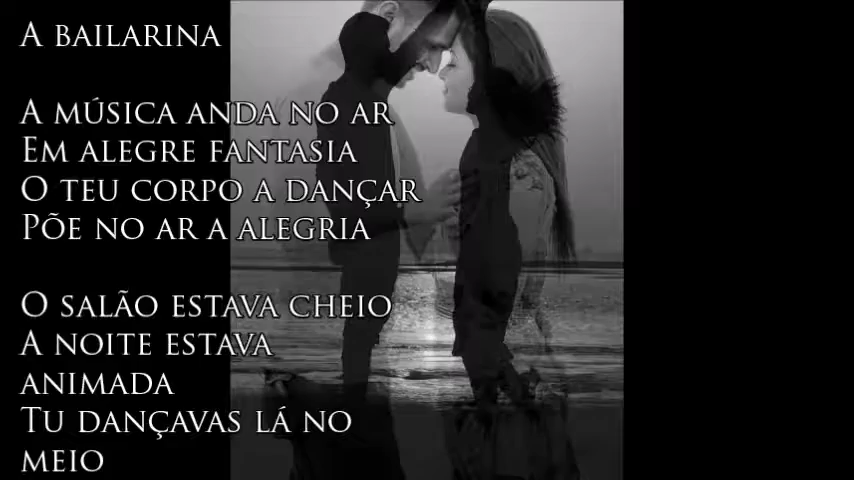 A BAILARINA
A MÚSICA ANDA NO AR
EM ALEGRE FANTASIA
O TEU CORPO A DANÇAR
PÕE NO AR A ALEGRIA
O SALÃO ESTAVA CHEIO
A NOITE ESTAVA
ANIMADA
TU DANÇAVAS LÁ NO
MEIO